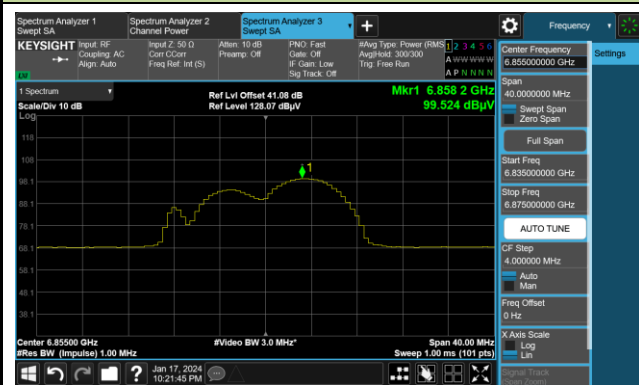 Spectrum Analyzer 1
Swept SA
Spectrum Analyzer 2
Channel Power
Spectrum Analyzer 3
Swept SA
Frequency
KEYSIGHT
Input: RF
Coupling: AC
Align: Auto
Input Z: 50 Ω
Corr CCorr
Freq Ref: Int (S)
Atten: 10 dB
Preamp: Off
PNO: Fast
Gate: Off
IF Gain: Low
Sig Track: Off
#Avg Type: Power (RMS
Avg|Hold: 300/300
Trig: Free Run
1 2 3 4 5 6
A W W W W W
A P N N N N
LXI
1 Spectrum
Scale/Div 10 dB
Log
Ref Lvl Offset 41.08 dB
Ref Level 128.07 dBµV
Mkr1 6.858 2 GHz
99.524 dBµV
118
108
98.1
88.1
78.1
68.1
58.1
48.1
38.1
1
Center 6.85500 GHz
#Res BW (Impulse) 1.00 MHz
#Video BW 3.0 MHz*
Span 40.00 MHz
Sweep 1.00 ms (101 pts)
Jan 17, 2024
10:21:45 PM
Center Frequency
6.855000000 GHz
Span
40.0000000 MHz
Swept Span
Zero Span
Full Span
Start Freq
6.835000000 GHz
Stop Freq
6.875000000 GHz
AUTO TUNE
CF Step
4.000000 MHz
Auto
Man
Freq Offset
0 Hz
X Axis Scale
Log
Lin
Signal Track
(Span Zoom)
Settings